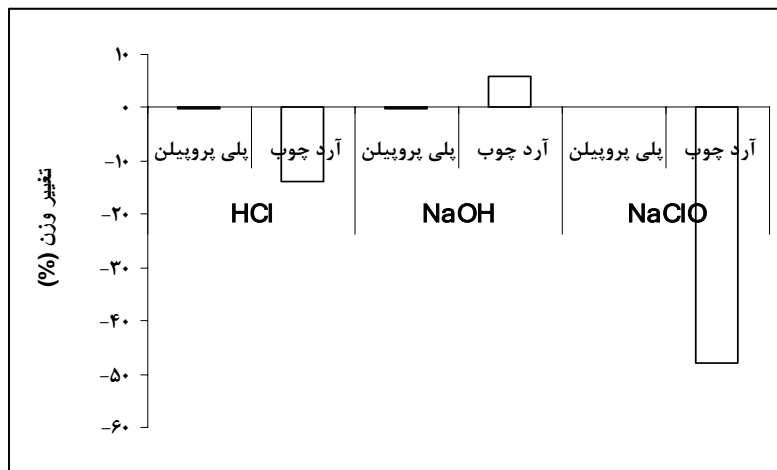 ۱۰
۰
-۱۰
-۲۰
-۳۰
-۴۰
-۵۰
-۶۰
تغییر وزن (%)
پلی پروپیلن
آرد چوب
پلی پروپیلن
آرد چوب
پلی پروپیلن
آرد چوب
HCl
NaOH
NaClO